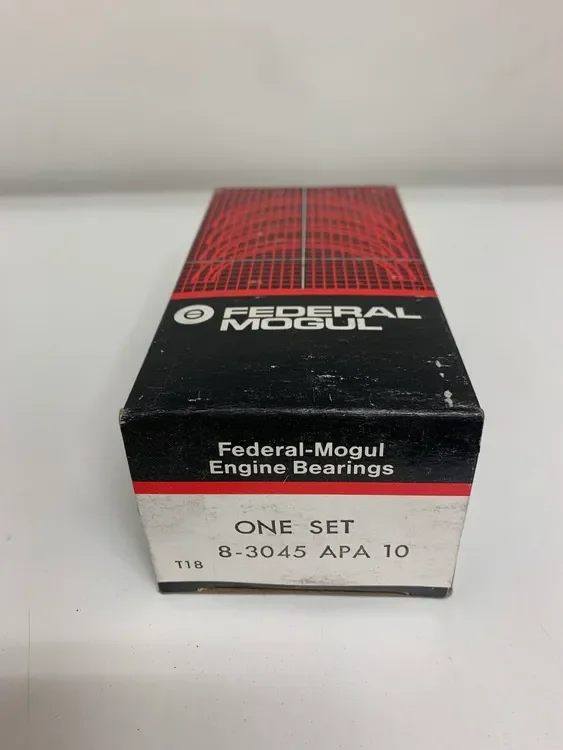 FEDERAL
MOGUL
Federal-Mogul
Engine Bearings
ONE SET
8-3045 APA 10
T18